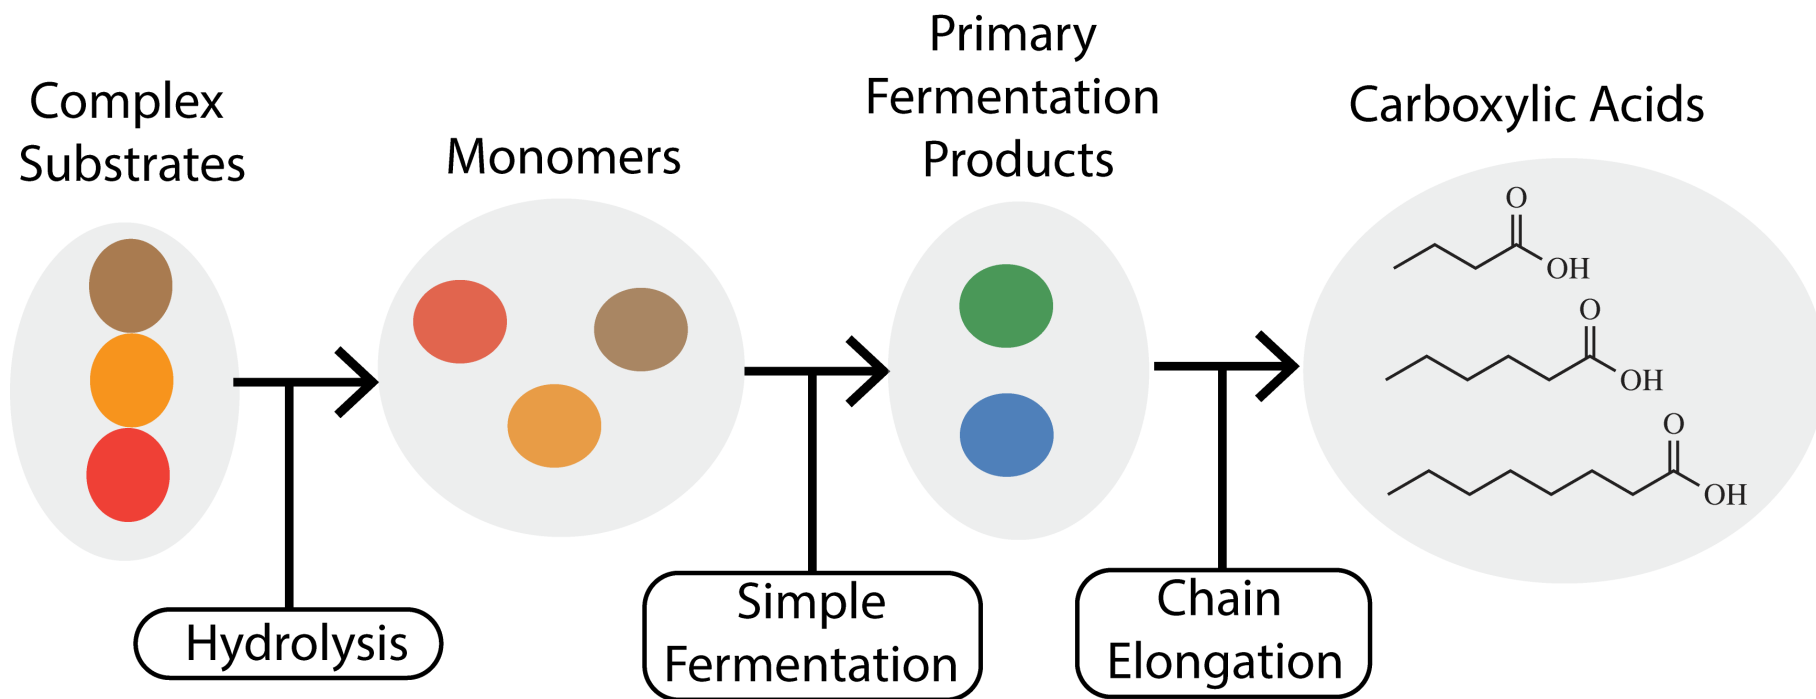 Complex
Substrates
Monomers
Primary
Fermentation
Products
Carboxylic Acids
O
OH
O
OH
O
OH
Hydrolysis
Simple
Fermentation
Chain
Elongation